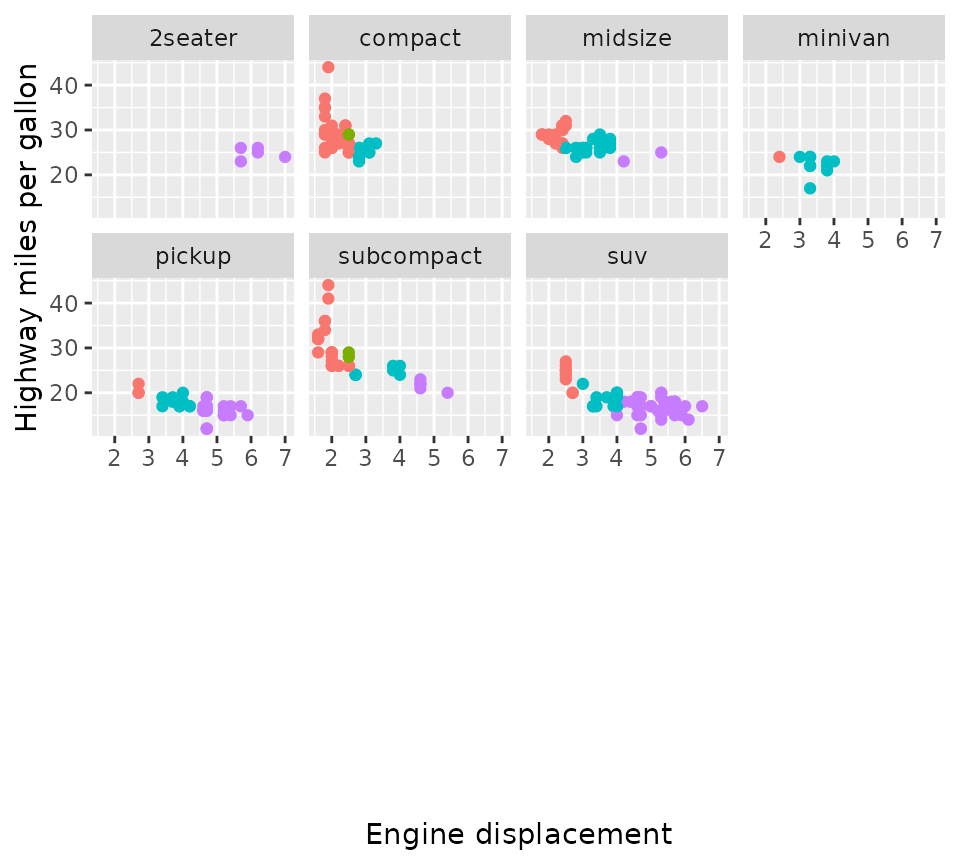 2seater compact midsize minivan
Highway miles per gallon
40
30
20
2 3 4 5 6 7
pickup subcompact suv
40
30
20
2 3 4 5 6 7 2 3 4 5 6 7 2 3 4 5 6 7
Engine displacement